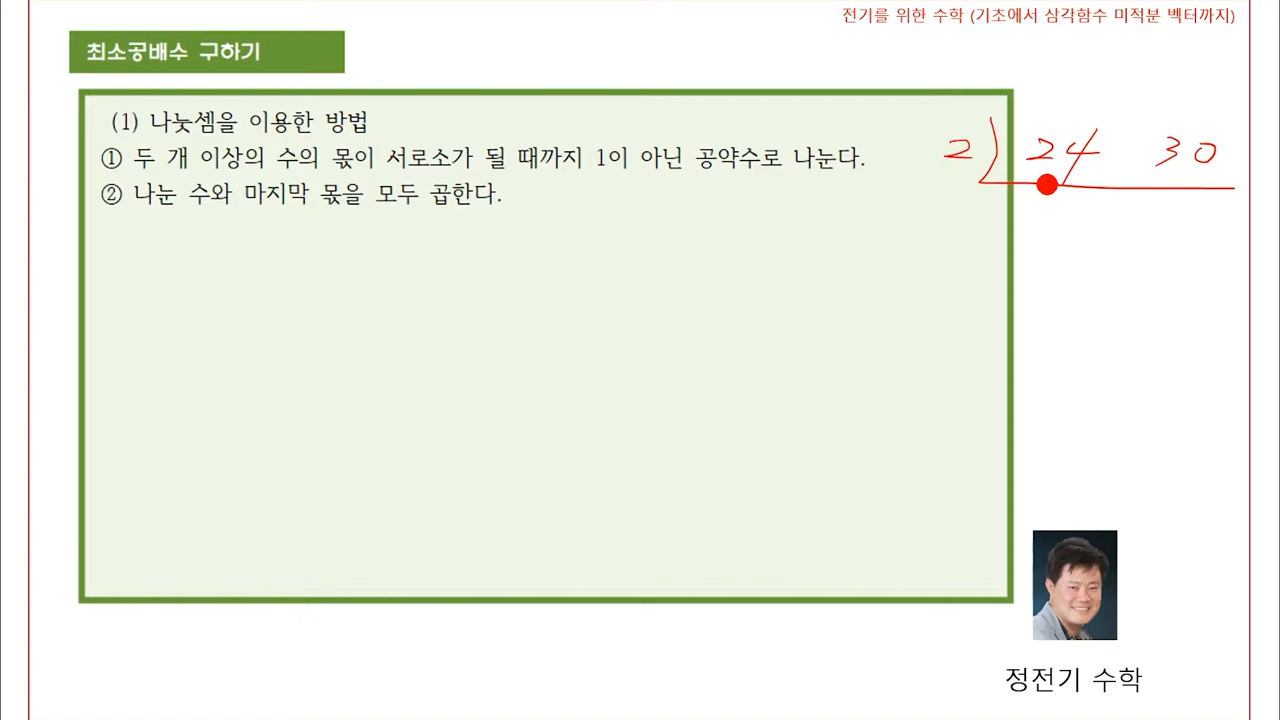 전기를 위한 수학 (기초에서 삼각함수 미적분 벡터까지)
최소공배수 구하기
(1) 나눗셈을 이용한 방법
① 두 개 이상의 수의 몫이 서로소가 될 때까지 1이 아닌 공약수로 나눈다.
② 나눈 수와 마지막 몫을 모두 곱한다.
2) 24 30
정전기 수학